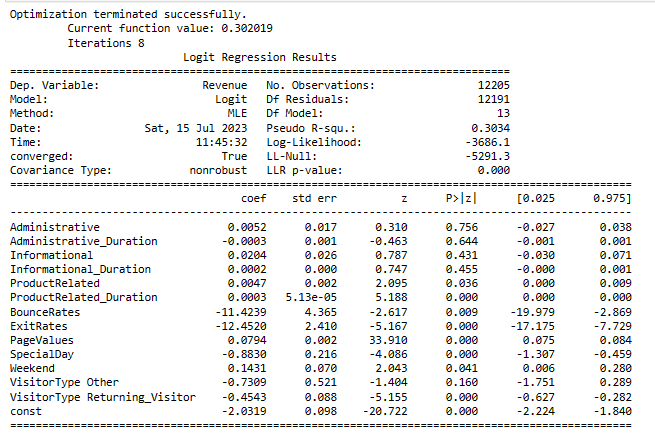 Optimization terminated successfully.
Current function value: 0.302019
Iterations 8
Logit Regression Results
==============================================================================
Dep. Variable: Revenue No. Observations: 12205
Model: Logit Df Residuals: 12191
Method: MLE Df Model: 13
Date: Sat, 15 Jul 2023 Pseudo R-squ.: 0.3034
Time: 11:45:32 Log-Likelihood: -3686.1
converged: True LL-Null: -5291.3
Covariance Type: nonrobust LLR p-value: 0.000
=================================================================================================
coef std err z P>|z| [0.025 0.975]
-------------------------------------------------------------------------------------------------
Administrative 0.0052 0.017 0.310 0.756 -0.027 0.038
Administrative_Duration -0.0003 0.001 -0.463 0.644 -0.001 0.001
Informational 0.0204 0.026 0.787 0.431 -0.030 0.071
Informational_Duration 0.0002 0.000 0.747 0.455 -0.000 0.001
ProductRelated 0.0047 0.002 2.095 0.036 0.000 0.009
ProductRelated_Duration 0.0003 5.13e-05 5.188 0.000 0.000 0.000
BounceRates -11.4239 4.365 -2.617 0.009 -19.979 -2.869
ExitRates -12.4520 2.410 -5.167 0.000 -17.175 -7.729
PageValues 0.0794 0.002 33.910 0.000 0.075 0.084
SpecialDay -0.8830 0.216 -4.086 0.000 -1.307 -0.459
Weekend 0.1431 0.070 2.043 0.041 0.006 0.280
VisitorType Other -0.7309 0.521 -1.404 0.160 -1.751 0.289
VisitorType Returning_Visitor -0.4543 0.088 -5.155 0.000 -0.627 -0.282
const -2.0319 0.098 -20.722 0.000 -2.224 -1.840
=================================================================================================